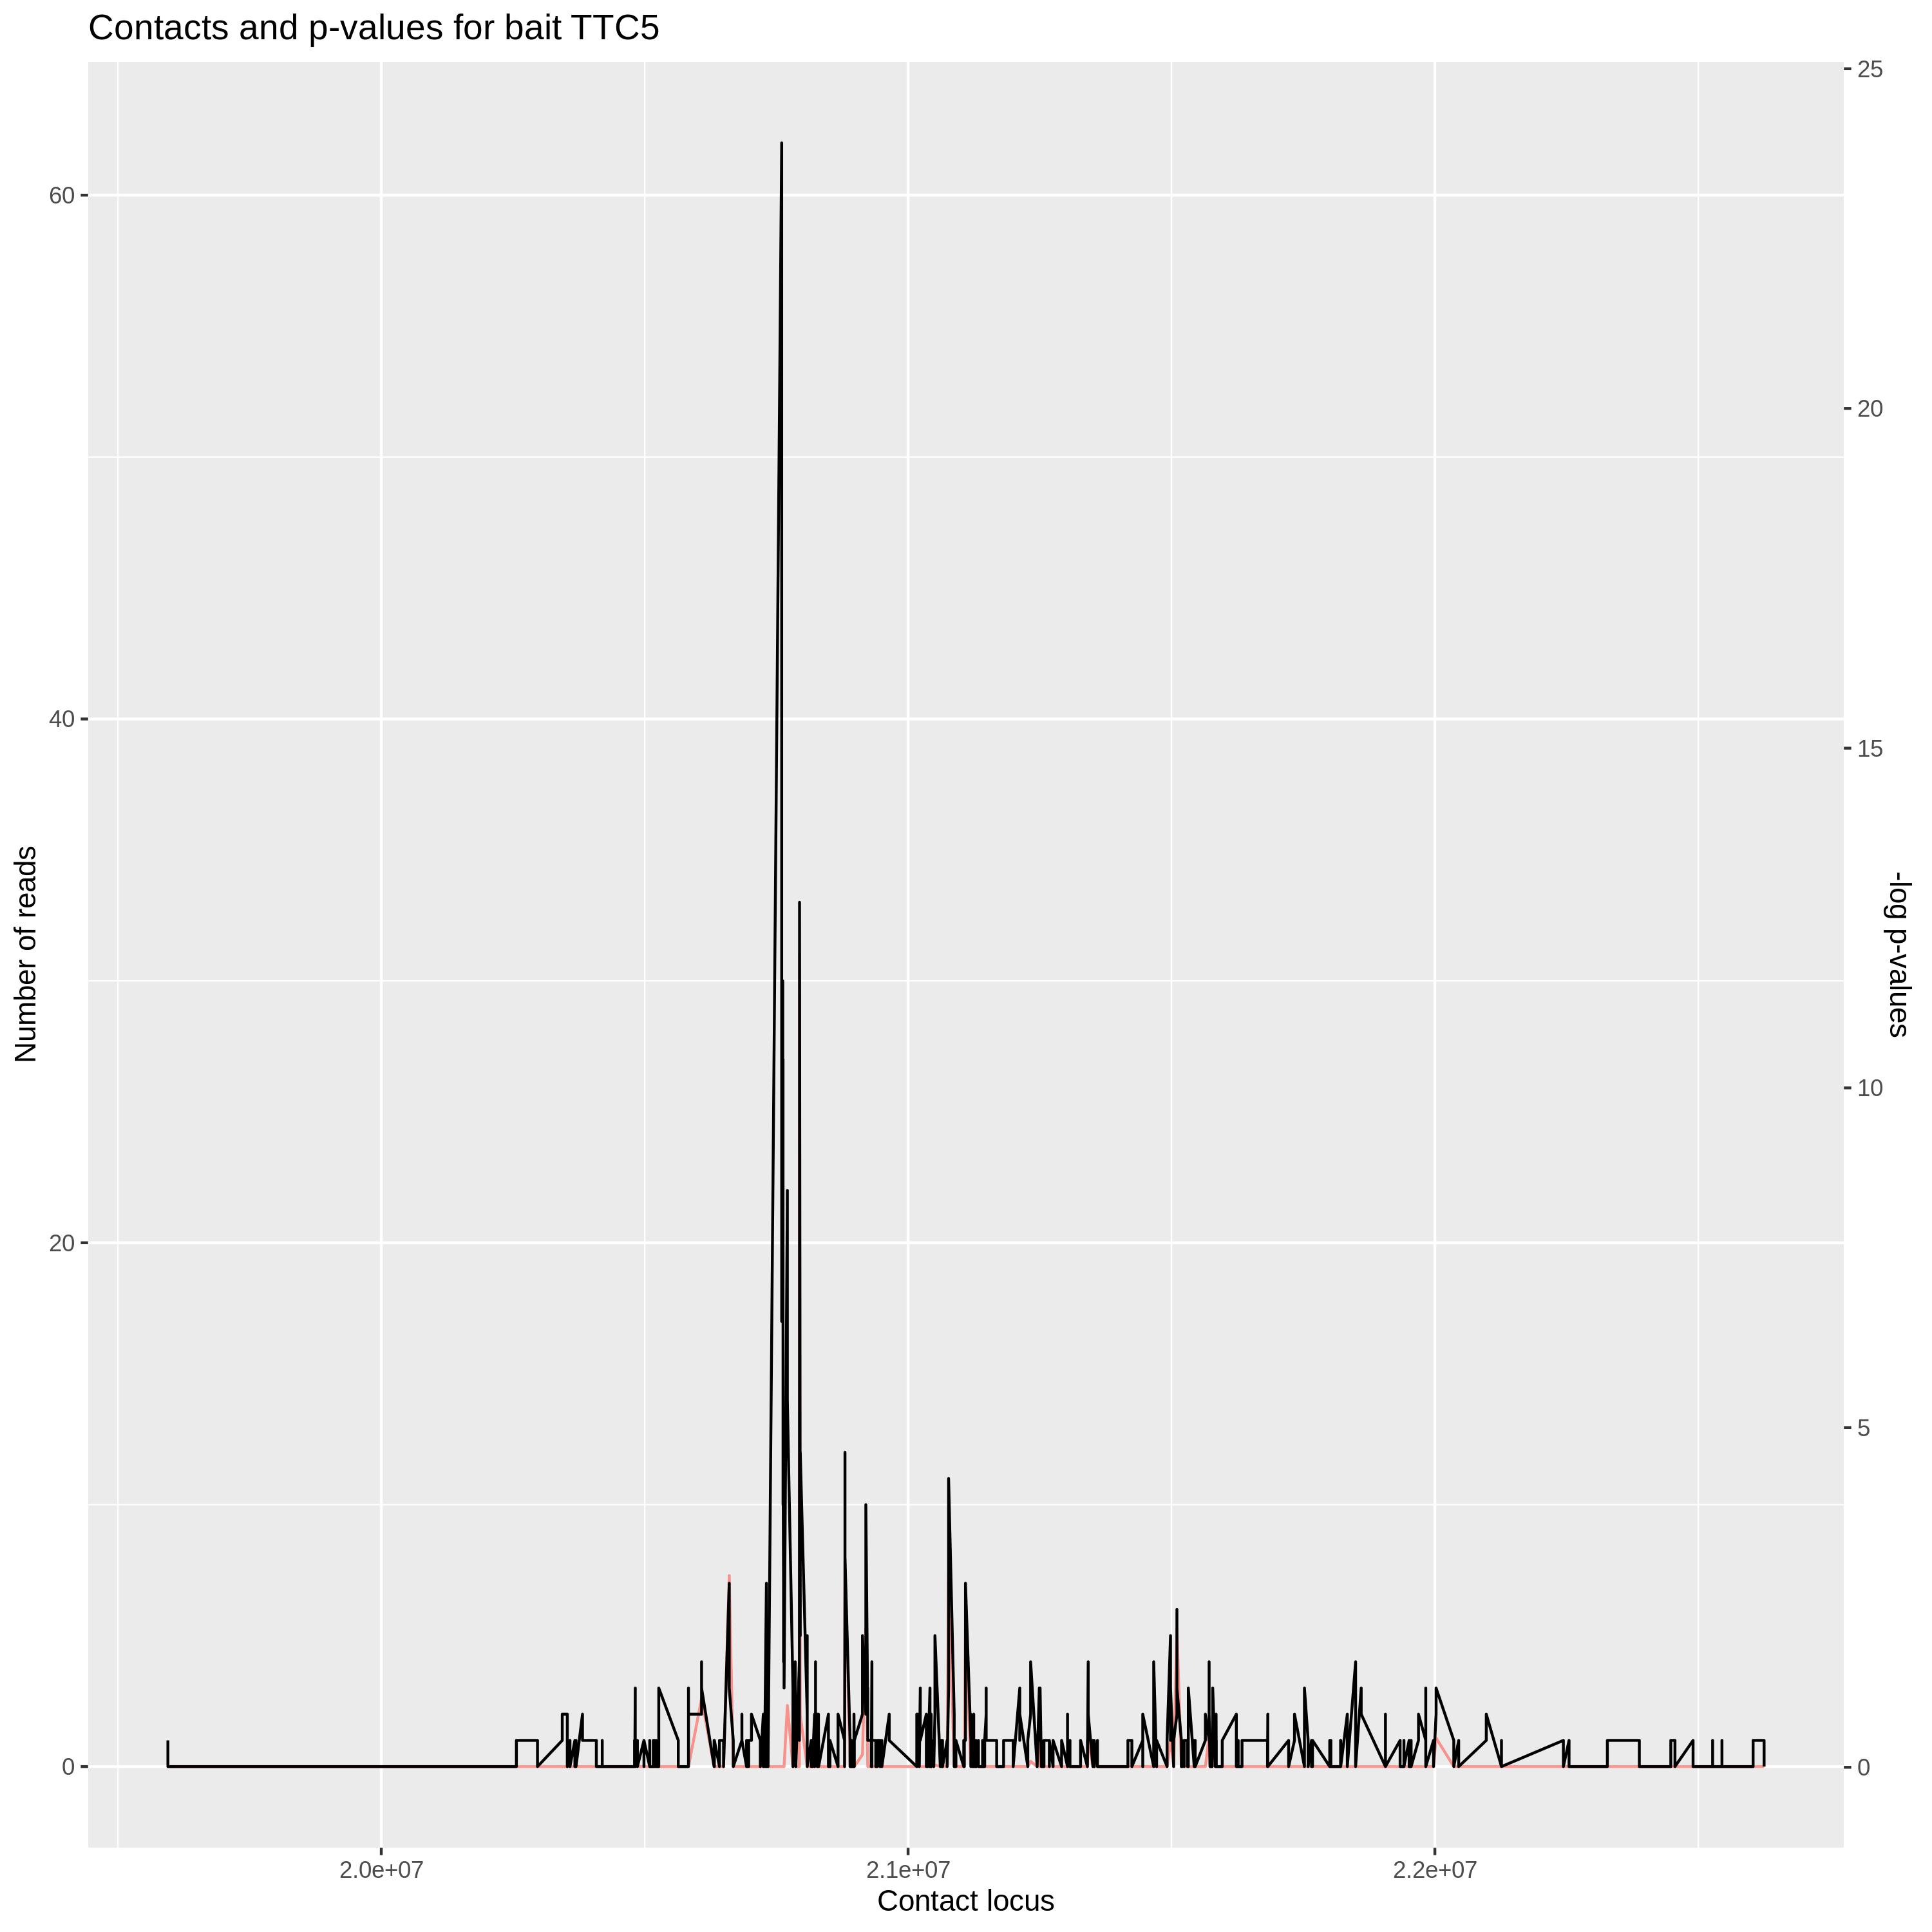 Contacts and p-values for bait TTC5
25
60
20
40
15
Number of reads
-log p-values
10
20
5
0
0
2.0e+07
2.1e+07
2.2e+07
Contact locus